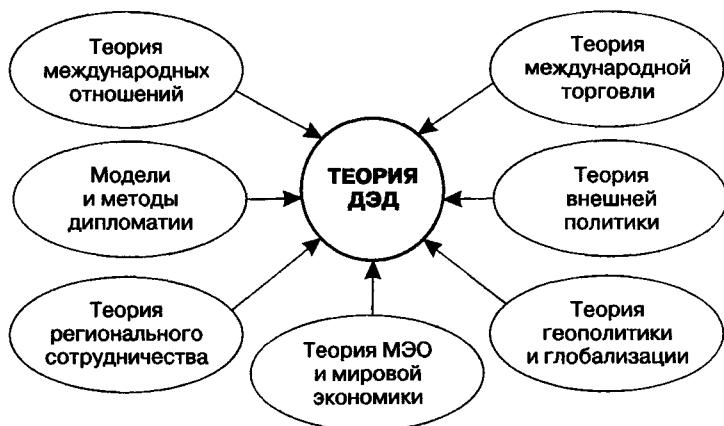 Теория
международных
отношений
Теория
международной
торговли
Модели
и методы
дипломатии
ТЕОРИЯ
ДЭД
Теория
внешней
политики
Теория
регионального
сотрудничества
Теория МЭО
и мировой
экономики
Теория
геополитики
и глобализации